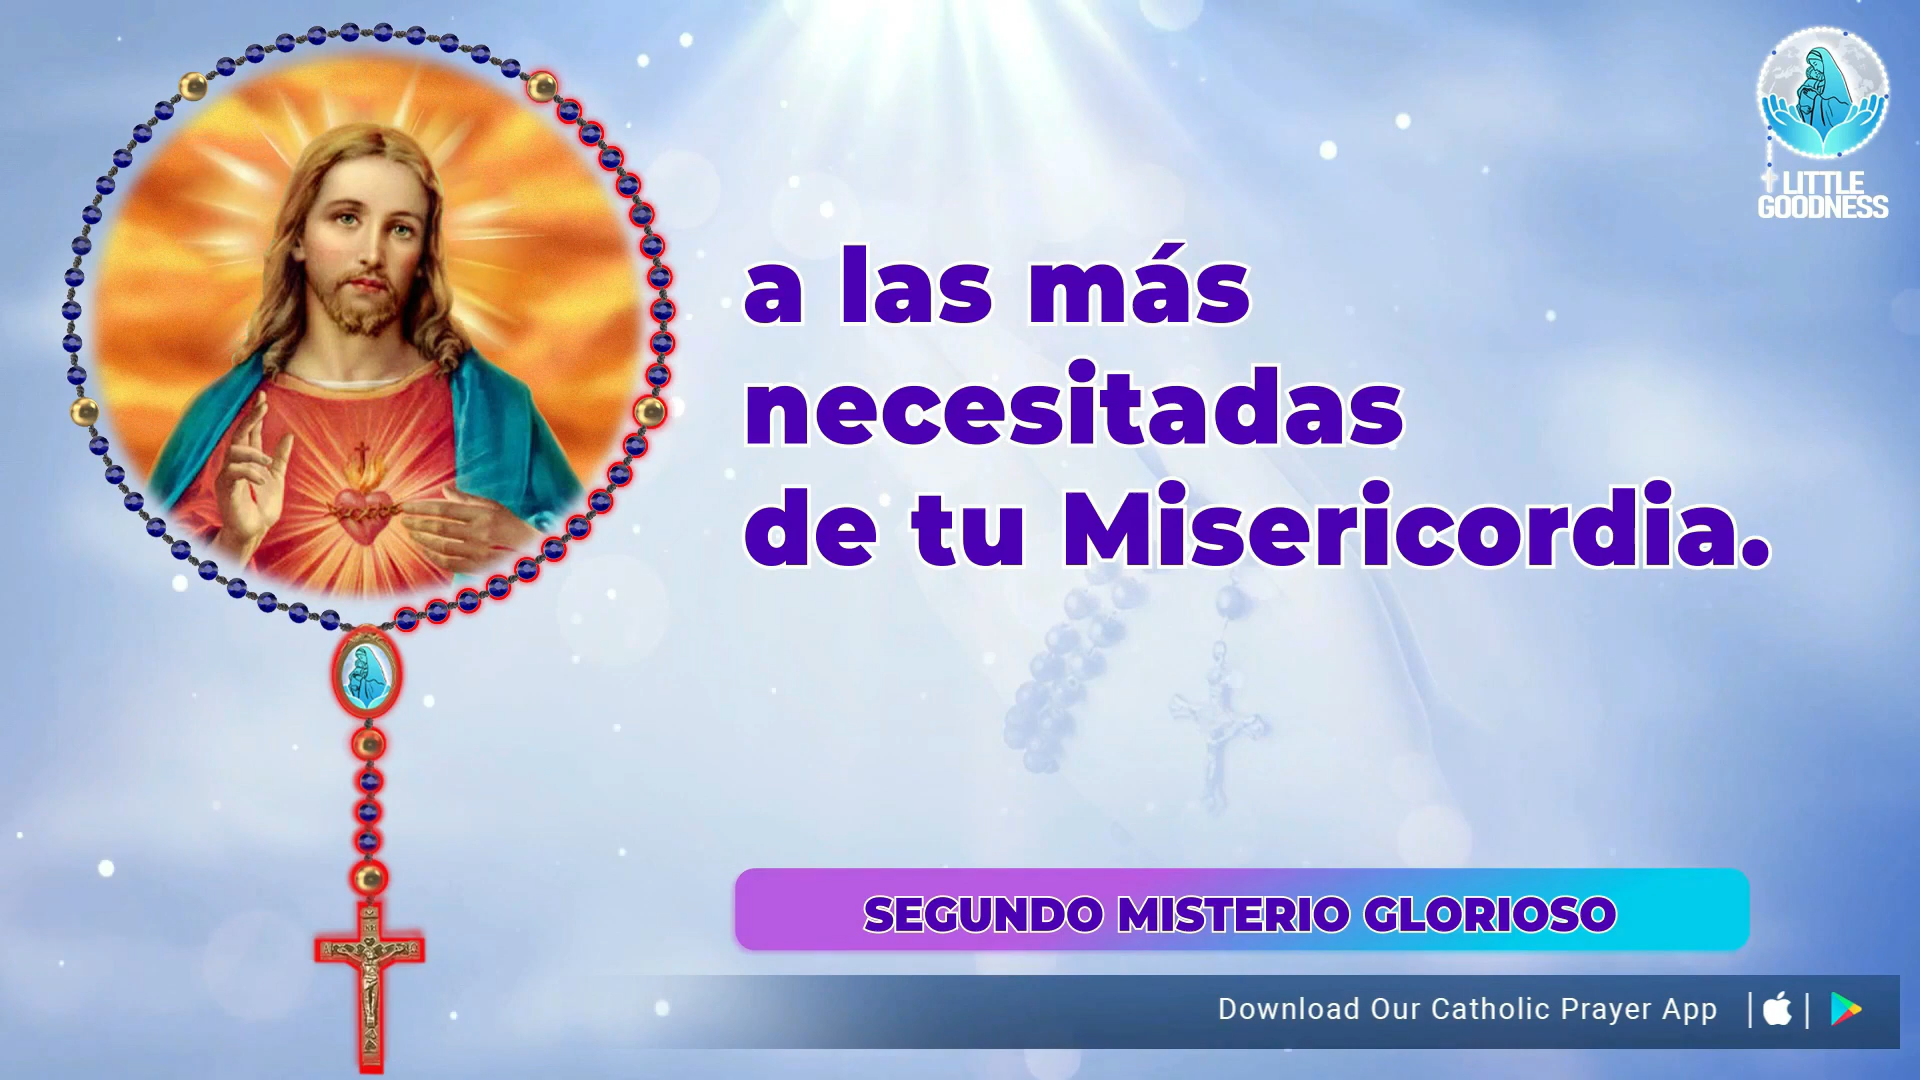 LITTLE
GOODNESS
a las más
necesitadas
de tu Misericordia.
SEGUNDO MISTERIO GLORIOSO
Download Our Catholic Prayer App